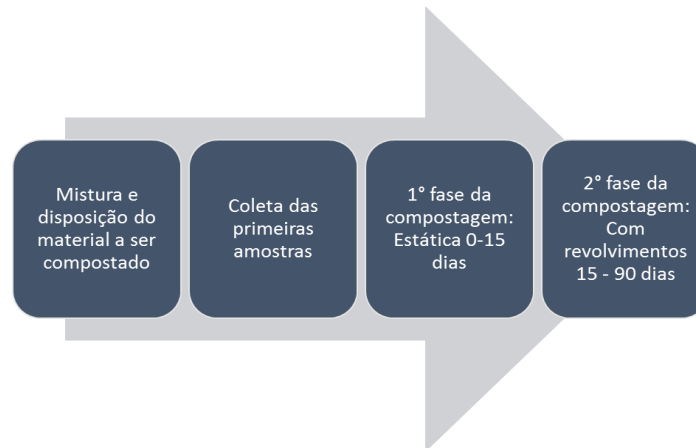 Mistura e
disposição do
material a ser
compostado
Coleta das
primeiras
amostras
1° fase da
compostagem:
Estática 0-15
dias
2° fase da
compostagem:
Com
revolvimentos
15 - 90 dias